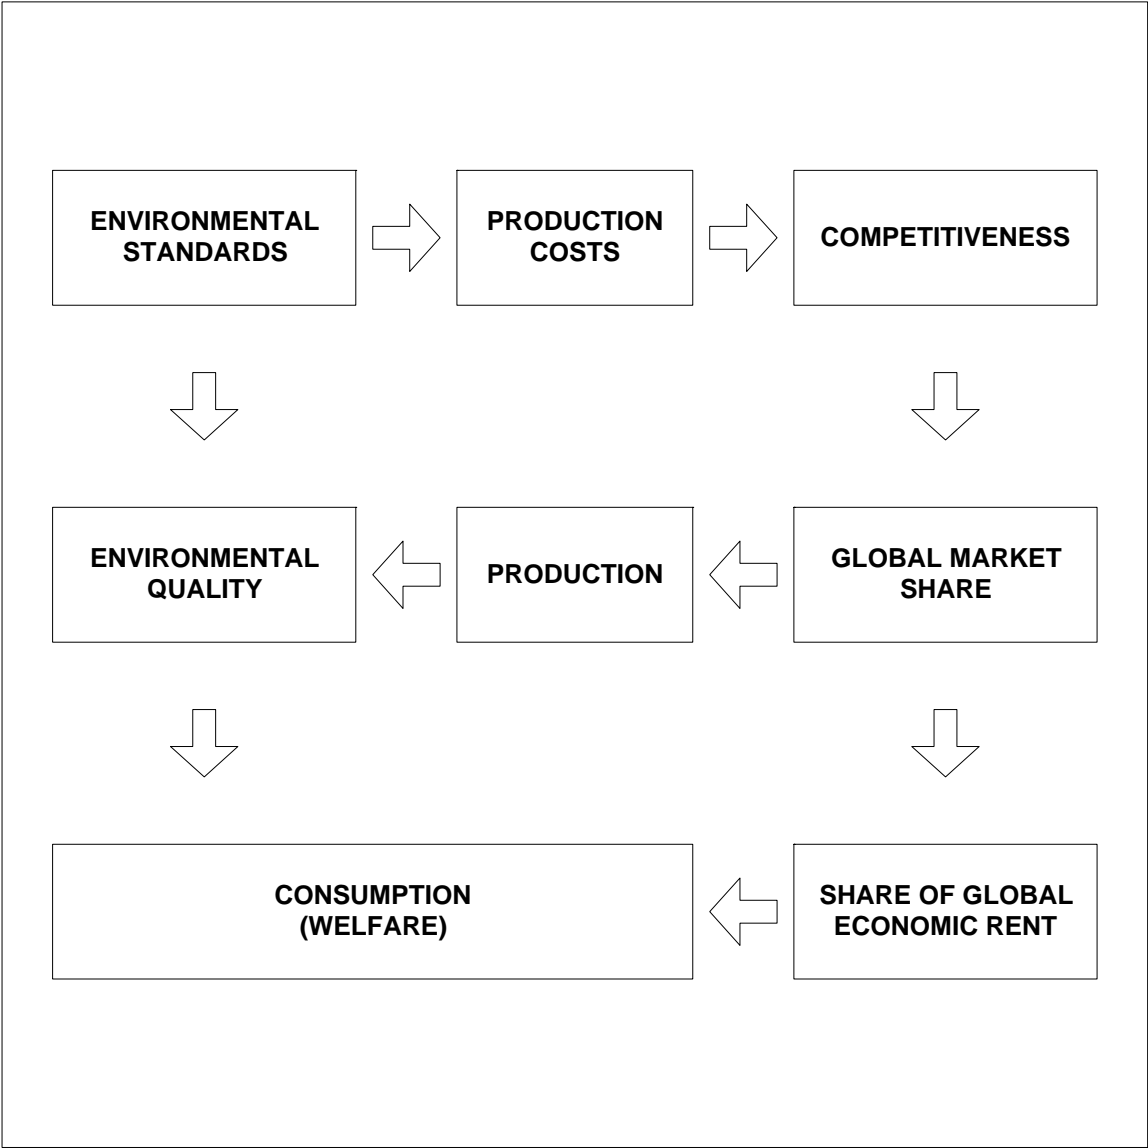 ENVIRONMENTAL
STANDARDS
PRODUCTION
COSTS
COMPETITIVENESS
ENVIRONMENTAL
QUALITY
PRODUCTION
GLOBAL MARKET
SHARE
CONSUMPTION
(WELFARE)
SHARE OF GLOBAL
ECONOMIC RENT